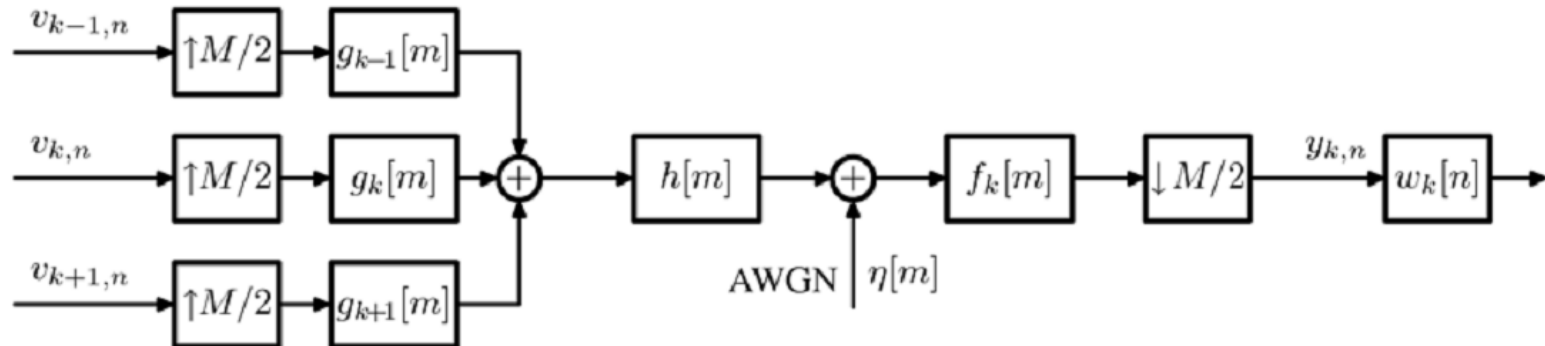 v_{k-1,n}
↑M/2
g_{k-1}[m]
v_{k,n}
↑M/2
g_k[m]
+
h[m]
+
f_k[m]
↓M/2
y_{k,n}
w_k[n]
v_{k+1,n}
↑M/2
g_{k+1}[m]
AWGN
η[m]